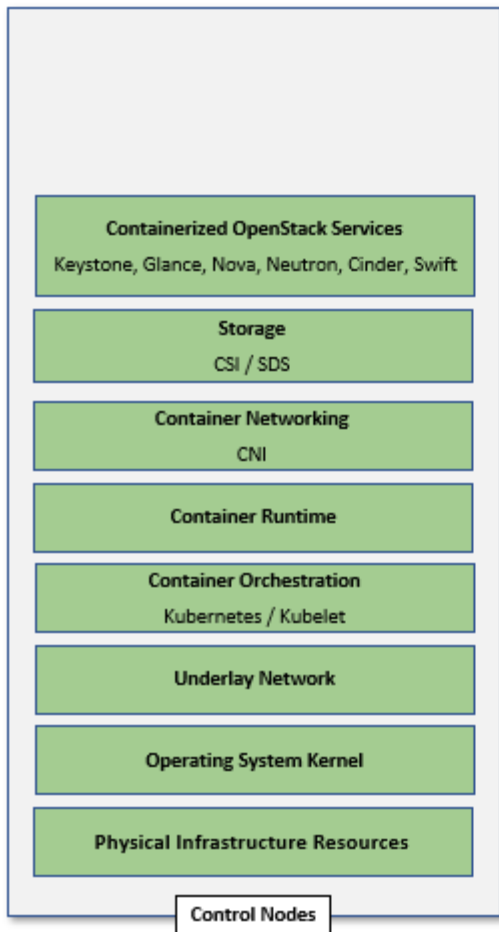 Containerized OpenStack Services
Keystone, Glance, Nova, Neutron, Cinder, Swift
Storage
CSI / SDS
Container Networking
CNI
Container Runtime
Container Orchestration
Kubernetes / Kubelet
Underlay Network
Operating System Kernel
Physical Infrastructure Resources
Control Nodes